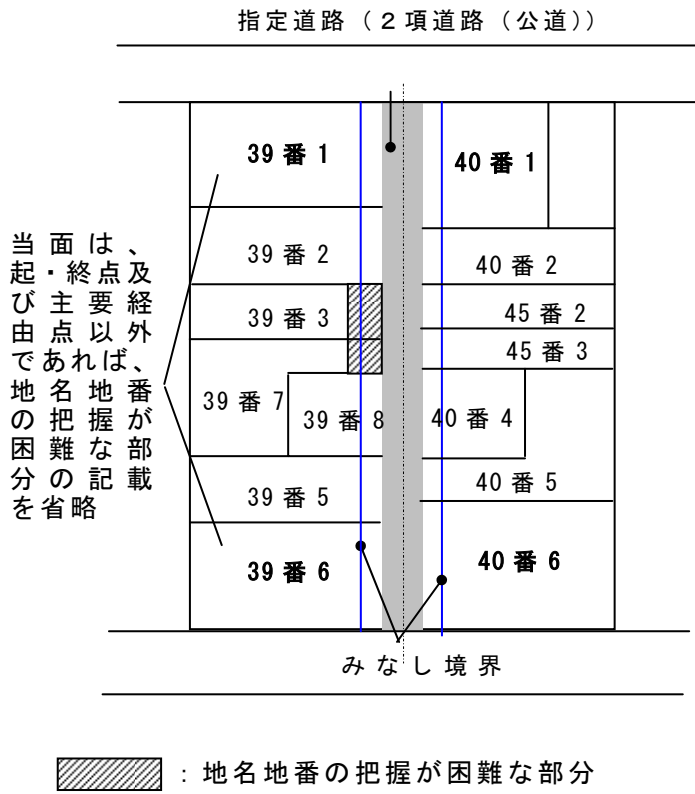 指定道路（２項道路（公道））
39 番 1
40 番 1
39 番 2
40 番 2
39 番 3
45 番 2
45 番 3
39 番 7
39 番 8
40 番 4
39 番 5
40 番 5
39 番 6
40 番 6
当面は、
起・終点及
び主要経
由点以外
であれば、
地名地番
の把握が
困難な部
分の記載
を省略
みなし境界
：地名地番の把握が困難な部分